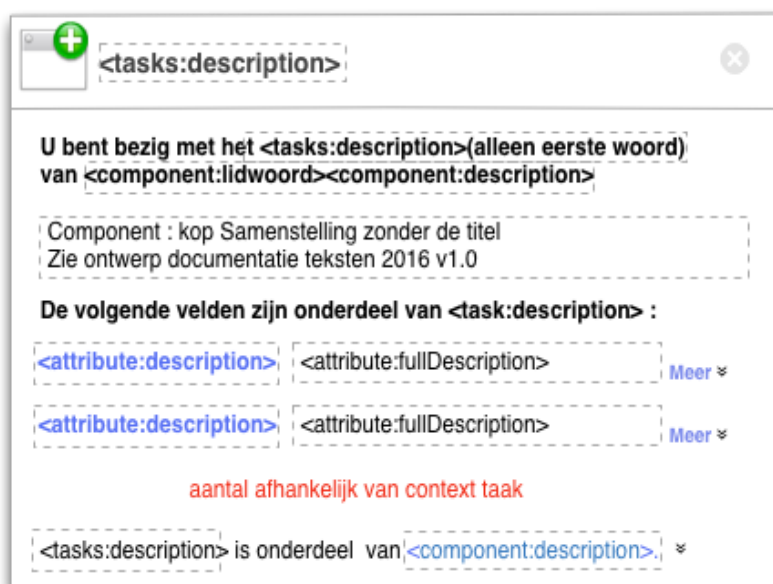 <tasks:description>
U bent bezig met het <tasks:description>(alleen eerste woord)
van <component:lidwoord><component:description>
Component : kop Samenstelling zonder de titel
Zie ontwerp documentatie teksten 2016 v1.0
De volgende velden zijn onderdeel van <task:description> :
<attribute:description> <attribute:fullDescription> Meer
<attribute:description> <attribute:fullDescription> Meer
aantal afhankelijk van context taak
<tasks:description> is onderdeel van <component:description>.